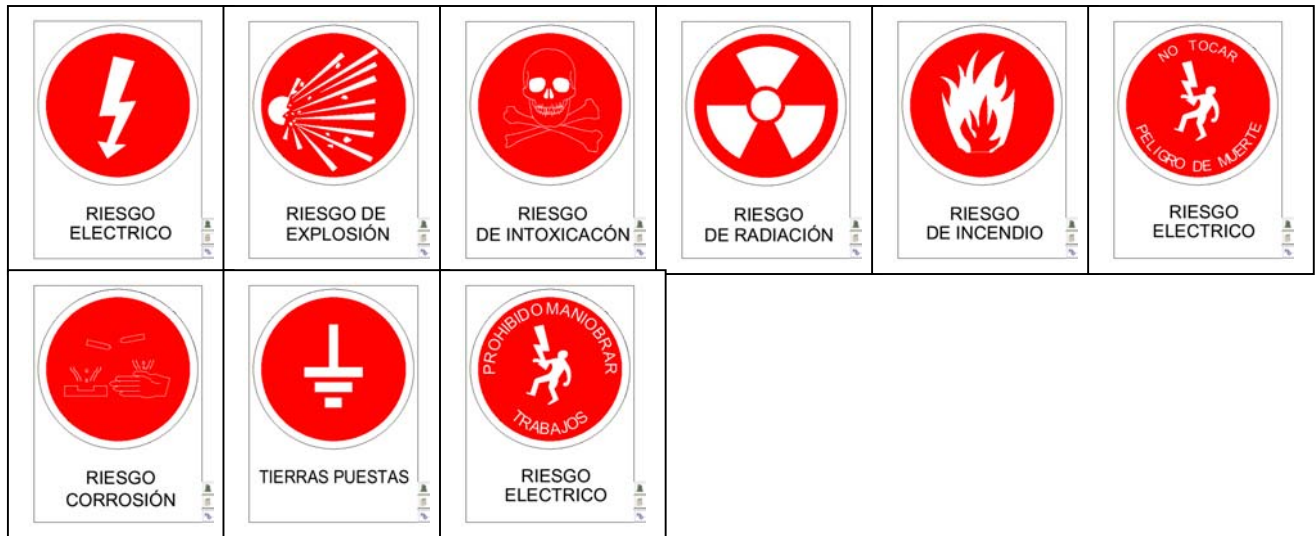 RIESGO
ELECTRICO
RIESGO DE
EXPLOSIÓN
RIESGO
DE INTOXICACÓN
RIESGO
DE RADIACIÓN
RIESGO
DE INCENDIO
NO TOCAR
PELIGRO DE MUERTE
RIESGO
ELECTRICO
RIESGO
CORROSIÓN
TIERRAS PUESTAS
PROHIBIDO MANIOBRAR
TRABAJOS
RIESGO
ELECTRICO